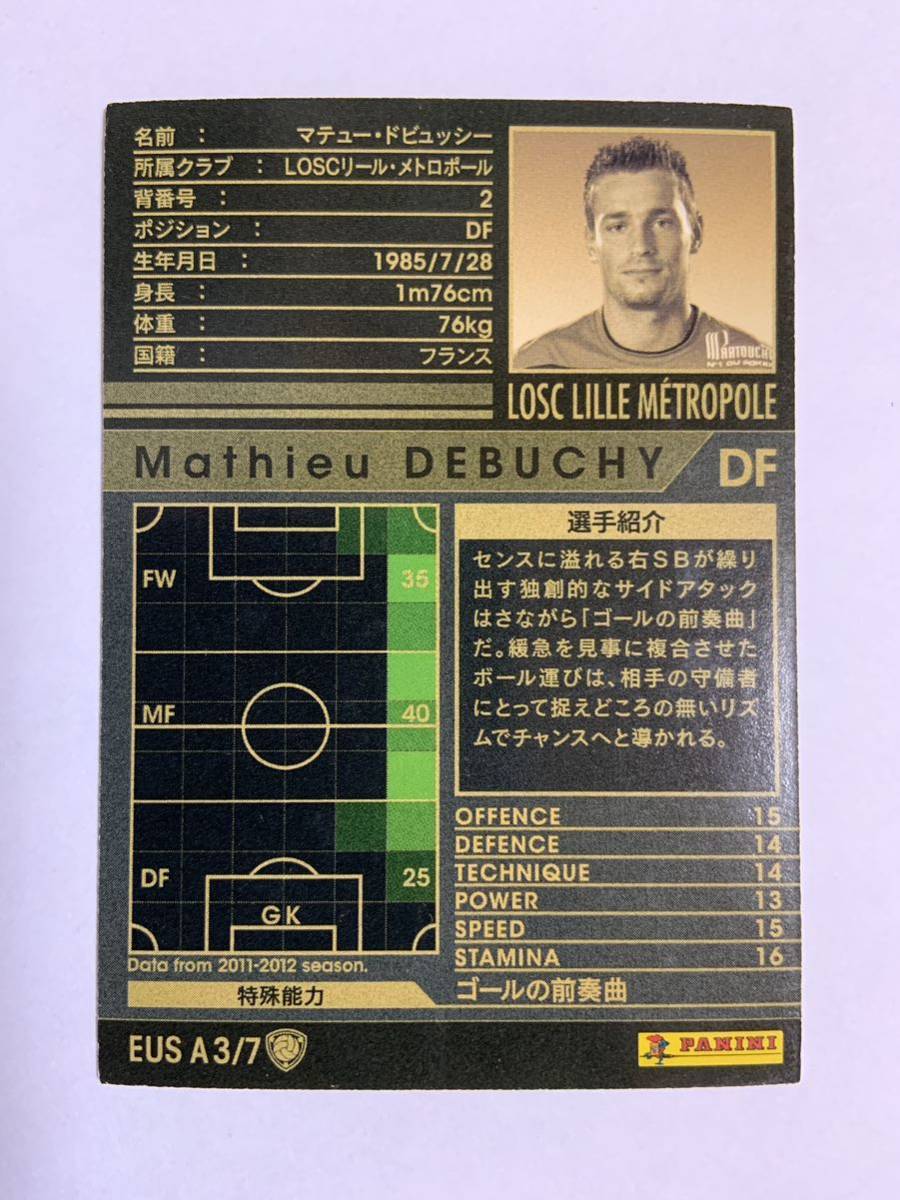 名前 : マテュー・ドビュッシー
所属クラブ : LOSCリール・メトロポール
背番号 : 2
ポジション : DF
生年月日 : 1985/7/28
身長 : 1m76cm
体重 : 76kg
国籍 : フランス
PARTOUCHE
N°1 DU POKER
LOSC LILLE MÉTROPOLE
Mathieu DEBUCHY DF
FW 35
MF 40
DF 25
GK
Data from 2011-2012 season.
選手紹介
センスに溢れる右SBが繰り
出す独創的なサイドアタック
はさながら「ゴールの前奏曲」
だ。緩急を見事に複合させた
ボール運びは、相手の守備者
にとって捉えどころの無いリズ
ムでチャンスへと導かれる。
OFFENCE 15
DEFENCE 14
TECHNIQUE 14
POWER 13
SPEED 15
STAMINA 16
特殊能力 ゴールの前奏曲
EUS A 3/7
PANINI